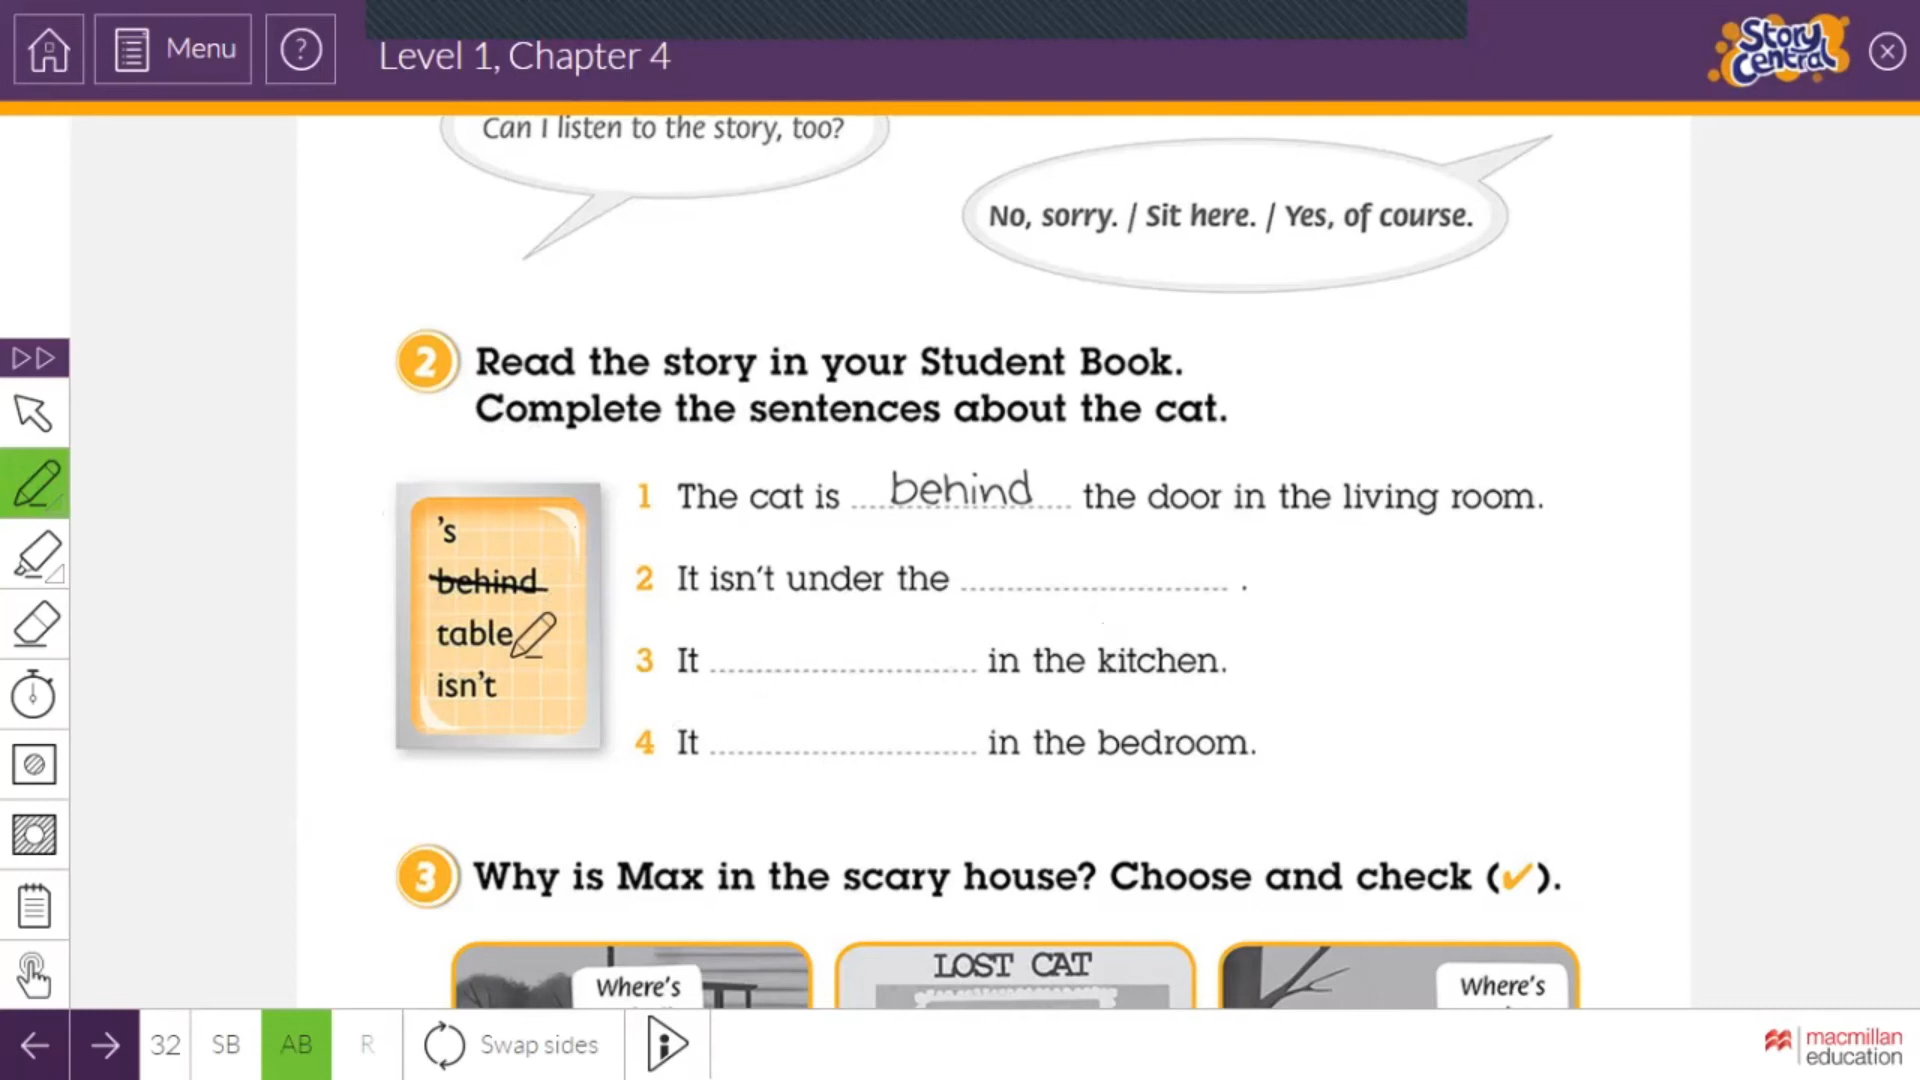 Menu
?
Level 1, Chapter 4
Story Central
Can I listen to the story, too?
No, sorry. / Sit here. / Yes, of course.
2 Read the story in your Student Book.
Complete the sentences about the cat.
's
behind
table
isn't
1 The cat is behind the door in the living room.
2 It isn't under the .
3 It in the kitchen.
4 It in the bedroom.
3 Why is Max in the scary house? Choose and check (✔).
Where's
LOST CAT
Where's
32
SB
AB
R
Swap sides
macmillan
education